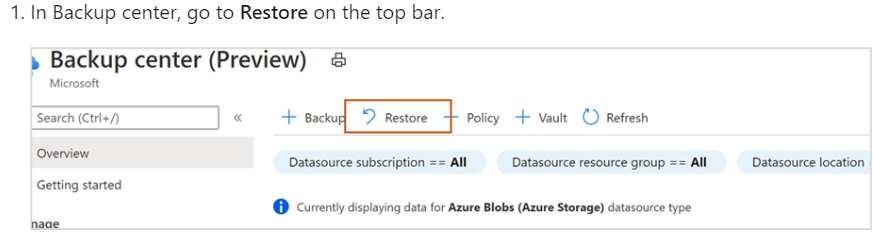 1. In Backup center, go to Restore on the top bar.
Backup center (Preview)
Microsoft
Search (Ctrl+/) «
+ Backup Restore + Policy + Vault Refresh
Overview
Datasource subscription == All Datasource resource group == All Datasource location
Getting started
Currently displaying data for Azure Blobs (Azure Storage) datasource type
nage